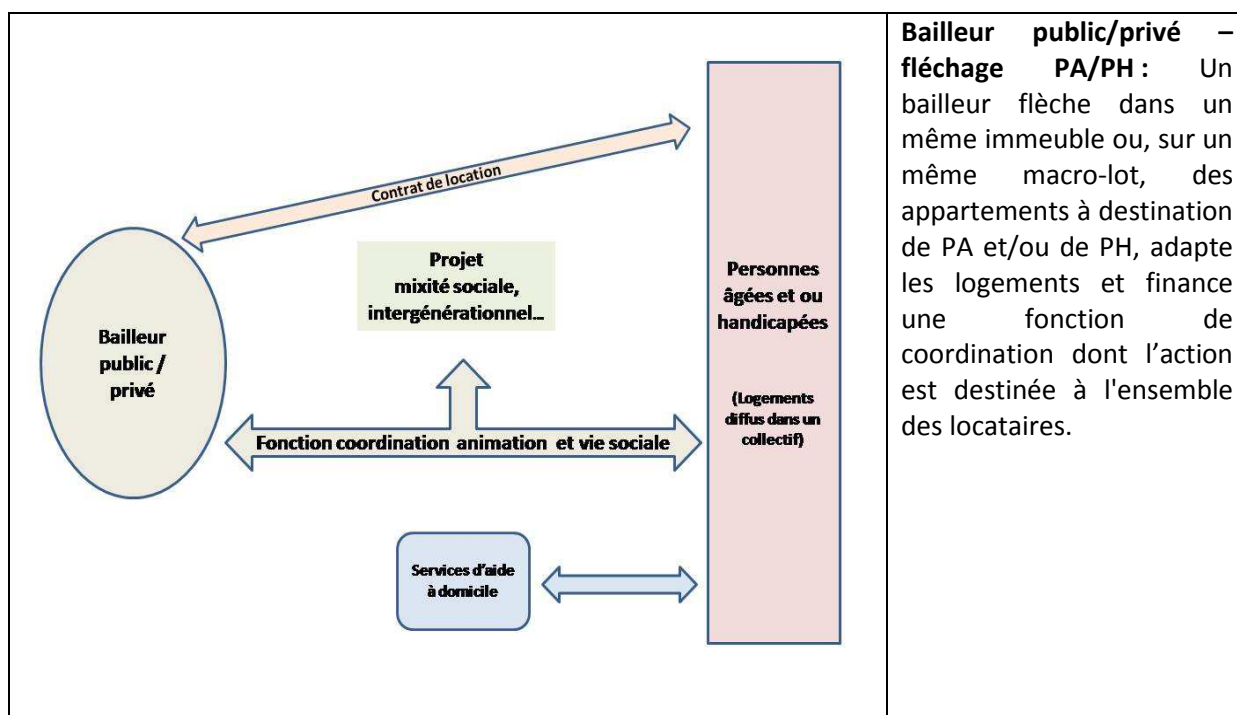 Contrat de location
Projet
mixité sociale,
intergénérationnel...
Bailleur
public /
privé
Personnes
âgées et ou
handicapées
(Logements
diffus dans un
collectif)
Fonction coordination animation et vie sociale
Services d'aide
à domicile
Bailleur public/privé –
fléchage PA/PH : Un
bailleur flèche dans un
même immeuble ou, sur un
même macro-lot, des
appartements à destination
de PA et/ou de PH, adapte
les logements et finance
une fonction de
coordination dont l’action
est destinée à l'ensemble
des locataires.